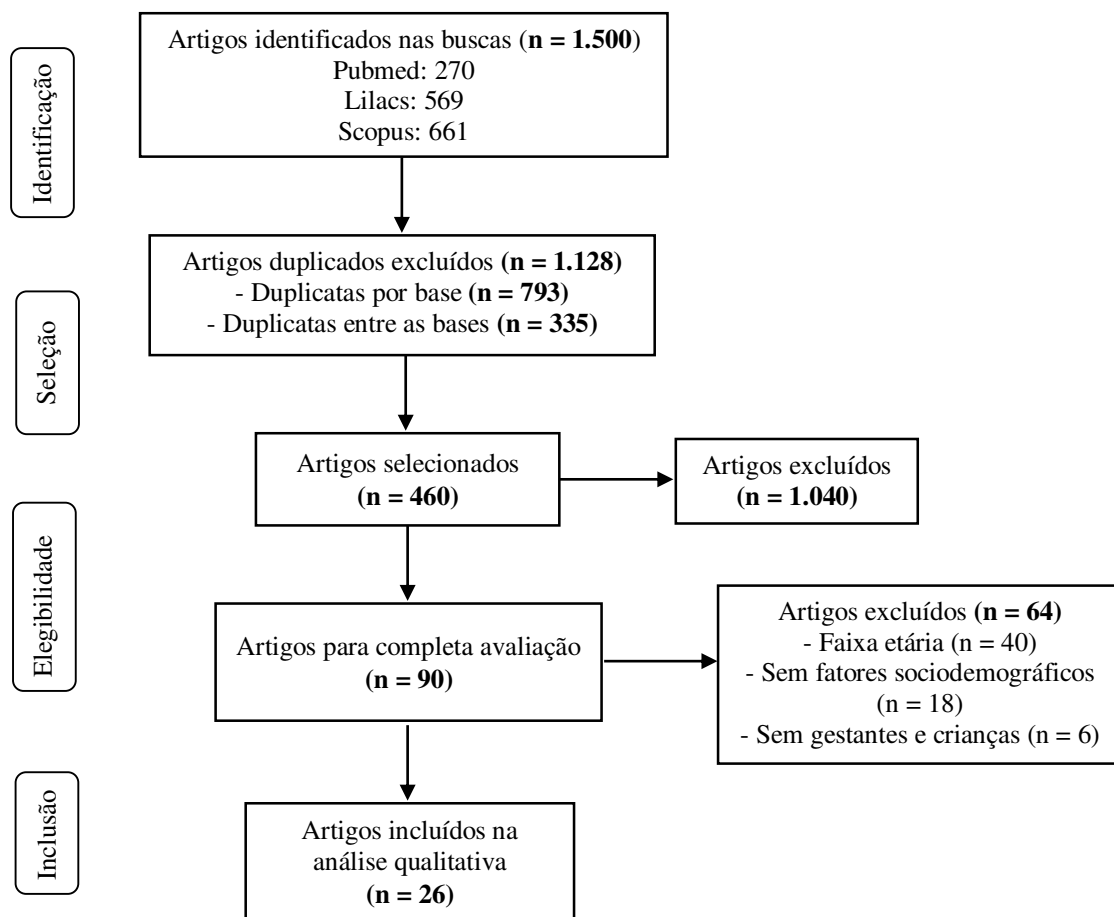 Identificação
Artigos identificados nas buscas (n = 1.500)
Pubmed: 270
Lilacs: 569
Scopus: 661
Seleção
Artigos duplicados excluídos (n = 1.128)
- Duplicatas por base (n = 793)
- Duplicatas entre as bases (n = 335)
Artigos selecionados
(n = 460)
Artigos excluídos
(n = 1.040)
Elegibilidade
Artigos para completa avaliação
(n = 90)
Artigos excluídos (n = 64)
- Faixa etária (n = 40)
- Sem fatores sociodemográficos
(n = 18)
- Sem gestantes e crianças (n = 6)
Inclusão
Artigos incluídos na
análise qualitativa
(n = 26)